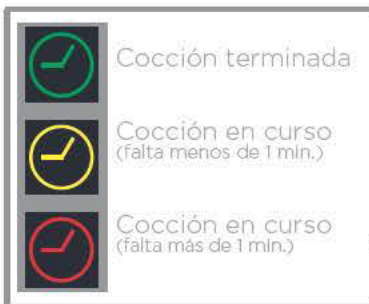 Cocción terminada
Cocción en curso
(falta menos de 1 min.)
Cocción en curso
(falta más de 1 min.)